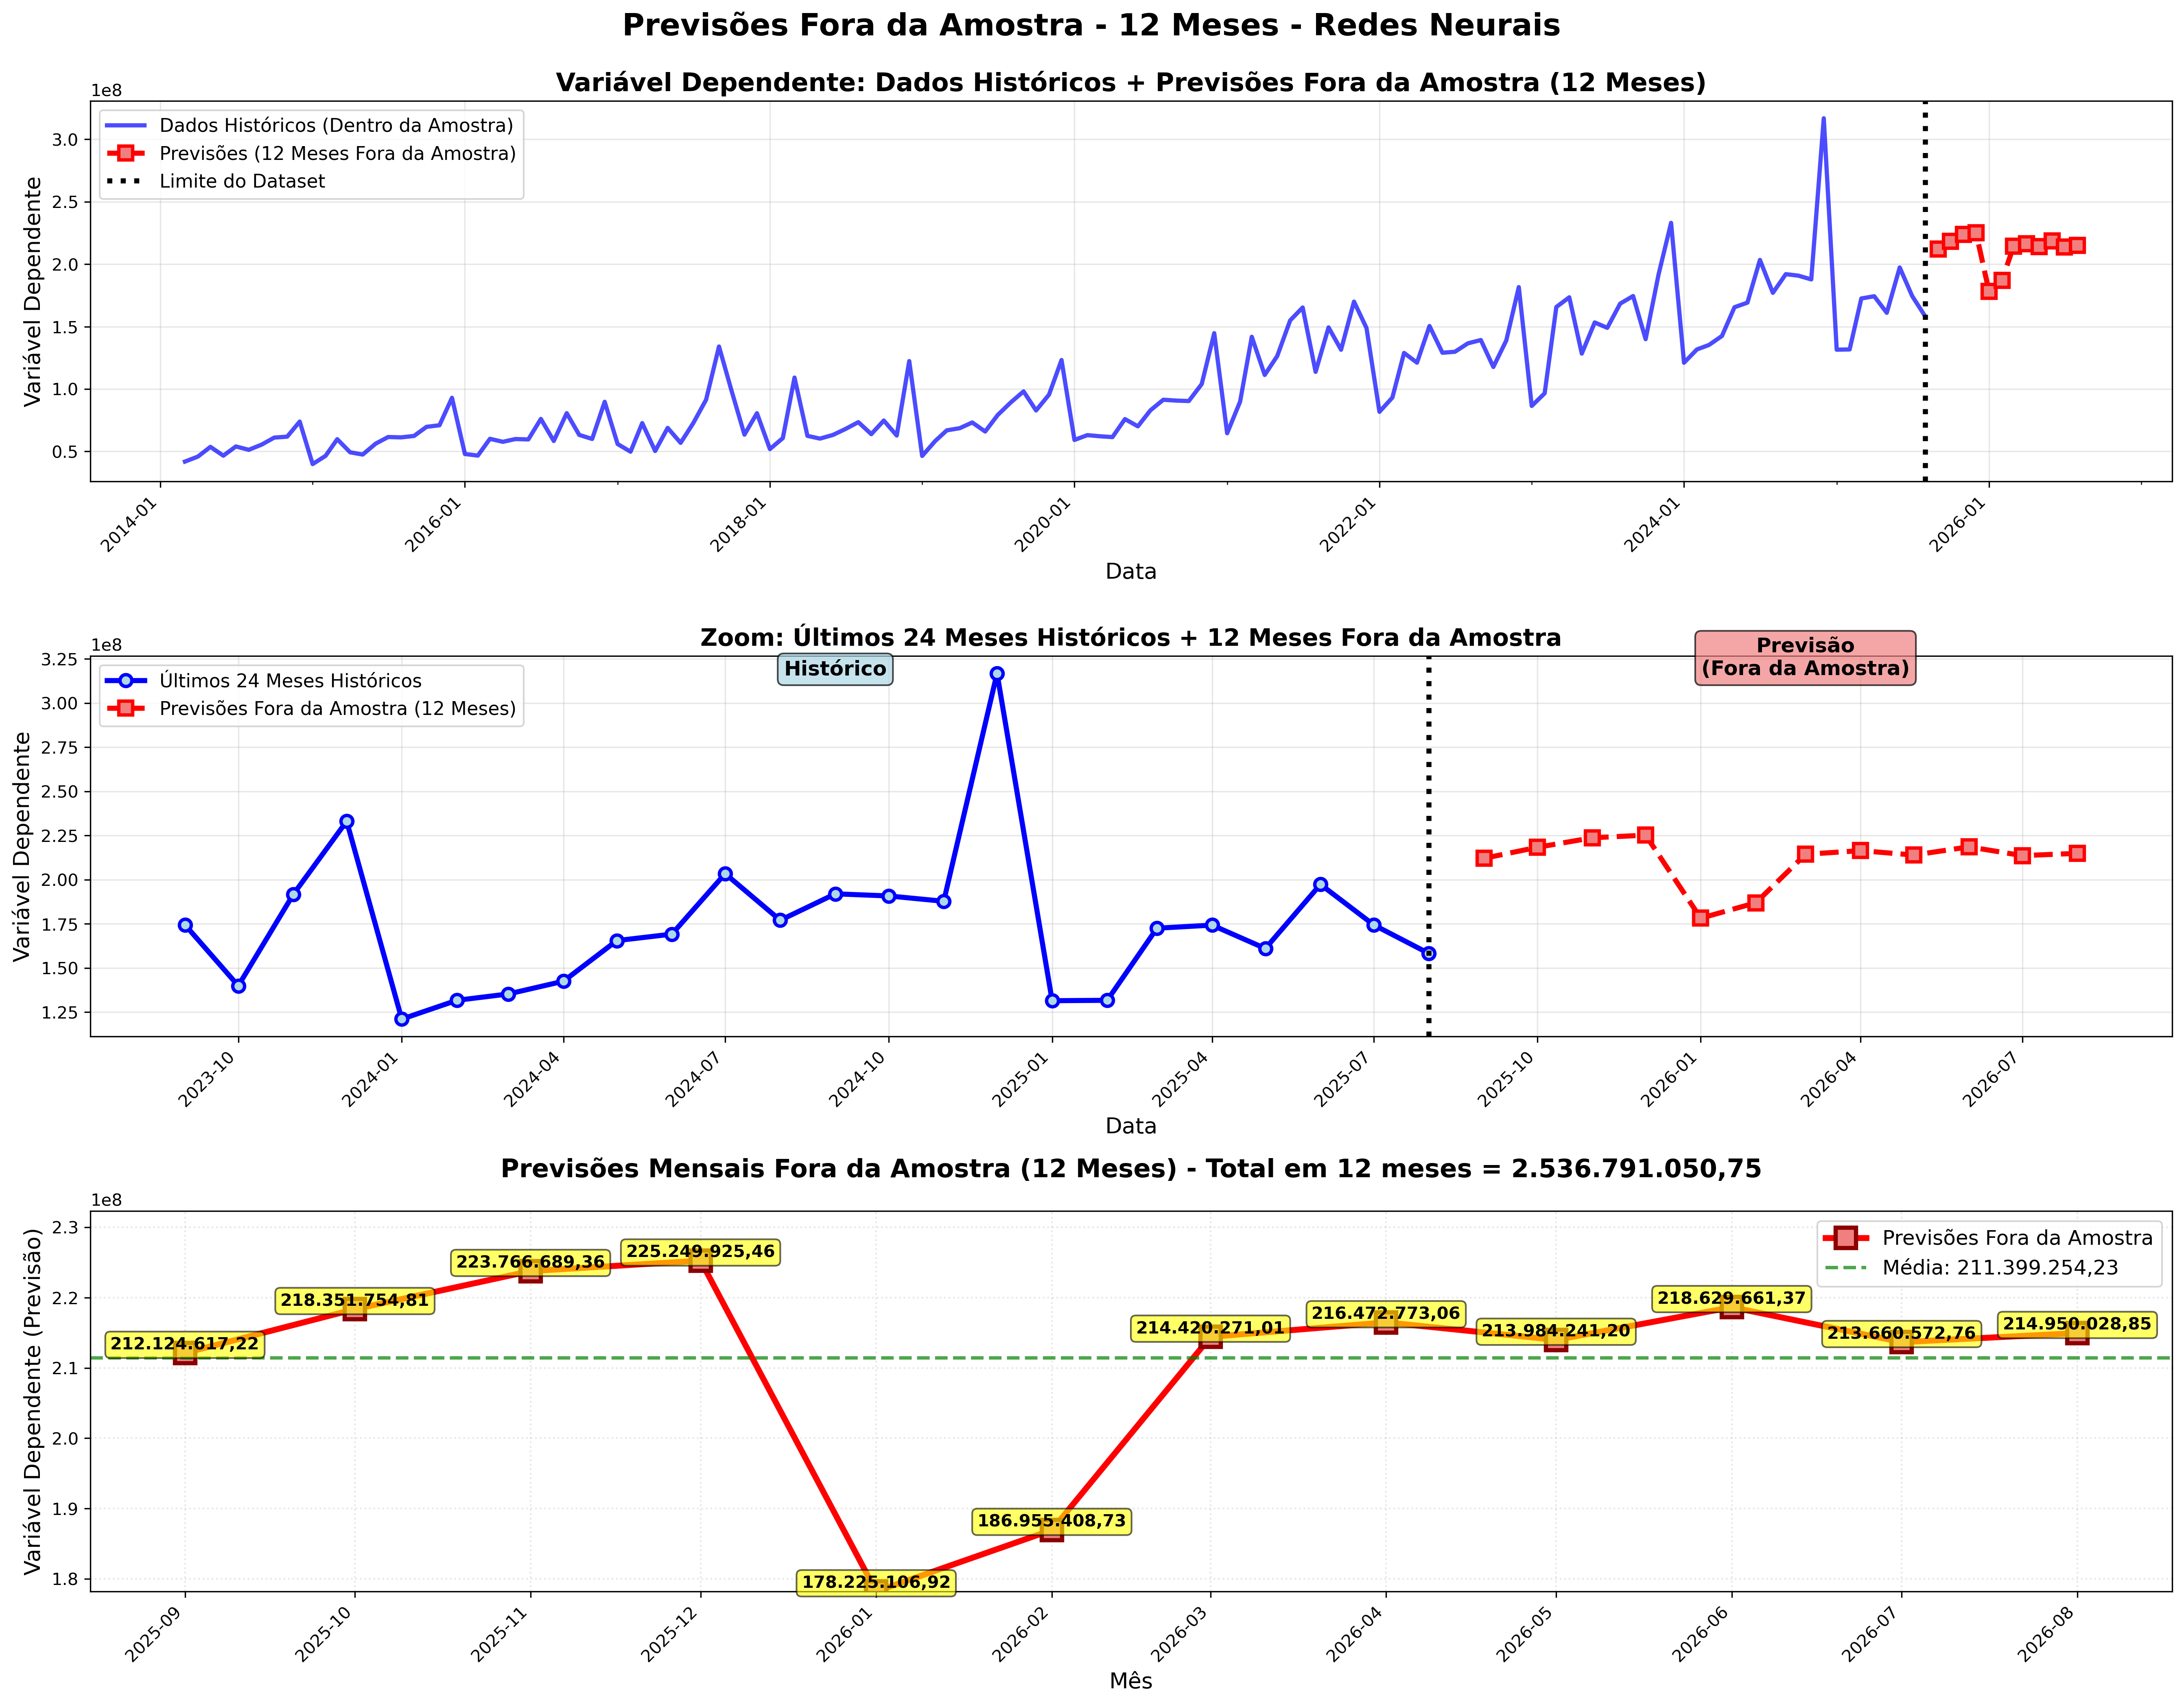 Previsões Fora da Amostra - 12 Meses - Redes Neurais
Variável Dependente: Dados Históricos + Previsões Fora da Amostra (12 Meses)
1e8
Dados Históricos (Dentro da Amostra)
Previsões (12 Meses Fora da Amostra)
Limite do Dataset
Variável Dependente
3.0
2.5
2.0
1.5
1.0
0.5
2014-01
2016-01
2018-01
2020-01
2022-01
2024-01
2026-01
Data
Zoom: Últimos 24 Meses Históricos + 12 Meses Fora da Amostra
1e8
Últimos 24 Meses Históricos
Previsões Fora da Amostra (12 Meses)
Histórico
Previsão
(Fora da Amostra)
Variável Dependente
3.25
3.00
2.75
2.50
2.25
2.00
1.75
1.50
1.25
2023-10
2024-01
2024-04
2024-07
2024-10
2025-01
2025-04
2025-07
2025-10
2026-01
2026-04
2026-07
Data
Previsões Mensais Fora da Amostra (12 Meses) - Total em 12 meses = 2.536.791.050,75
1e8
Previsões Fora da Amostra
Média: 211.399.254,23
Variável Dependente (Previsão)
2.3
2.2
2.1
2.0
1.9
1.8
212.124.617,22
218.351.754,81
223.766.689,36
225.249.925,46
178.225.106,92
186.955.408,73
214.420.271,01
216.472.773,06
213.984.241,20
218.629.661,37
213.660.572,76
214.950.028,85
2025-09
2025-10
2025-11
2025-12
2026-01
2026-02
2026-03
2026-04
2026-05
2026-06
2026-07
2026-08
Mês